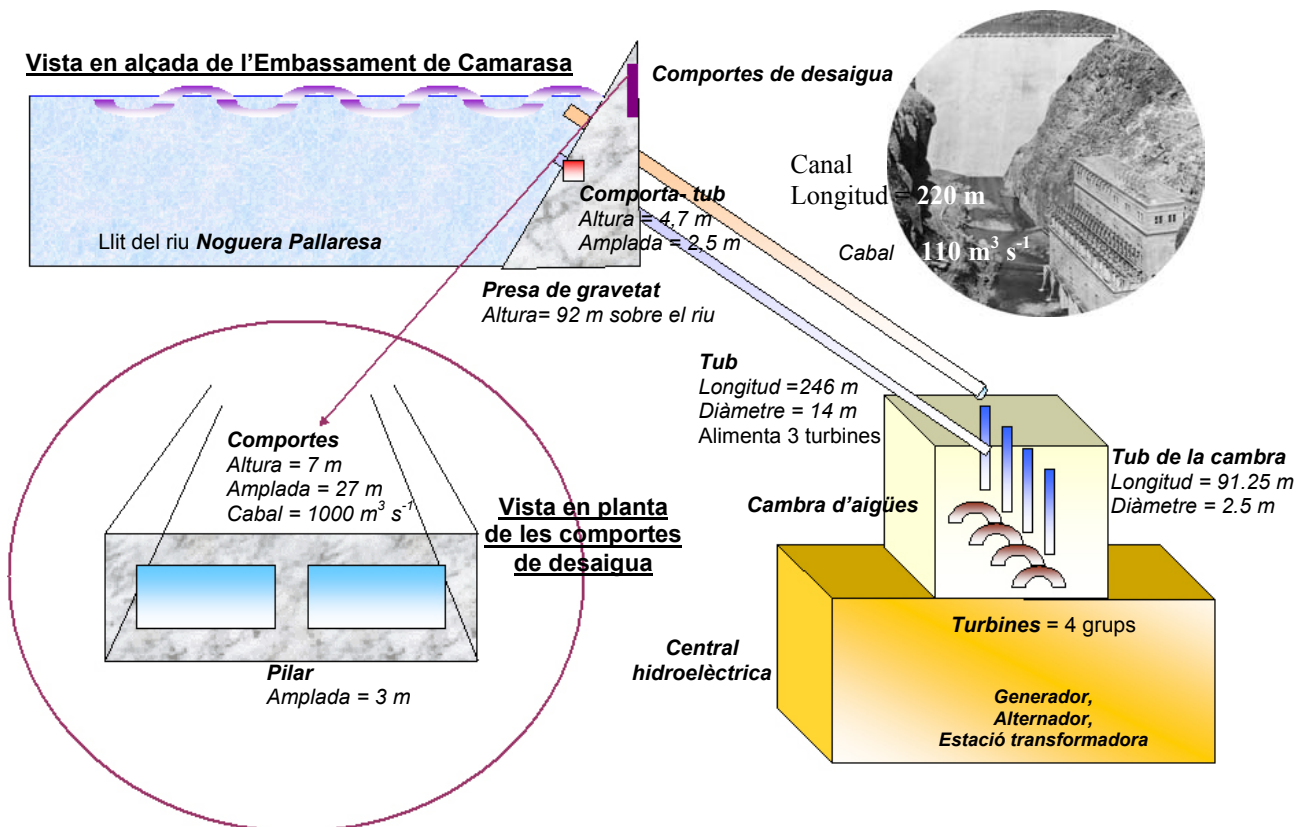 Vista en alçada de l'Embassament de Camarasa
Comportes de desaigua
Canal
Longitud = 220 m
Cabal 110 m³ s⁻¹
Comporta- tub
Altura = 4,7 m
Amplada = 2,5 m
Llit del riu Noguera Pallaresa
Presa de gravetat
Altura= 92 m sobre el riu
Tub
Longitud =246 m
Diàmetre = 14 m
Alimenta 3 turbines
Comportes
Altura = 7 m
Amplada = 27 m
Cabal = 1000 m³ s⁻¹
Vista en planta
de les comportes
de desaigua
Pilar
Amplada = 3 m
Cambra d'aigües
Tub de la cambra
Longitud = 91.25 m
Diàmetre = 2.5 m
Turbines = 4 grups
Central
hidroelèctrica
Generador,
Alternador,
Estació transformadora